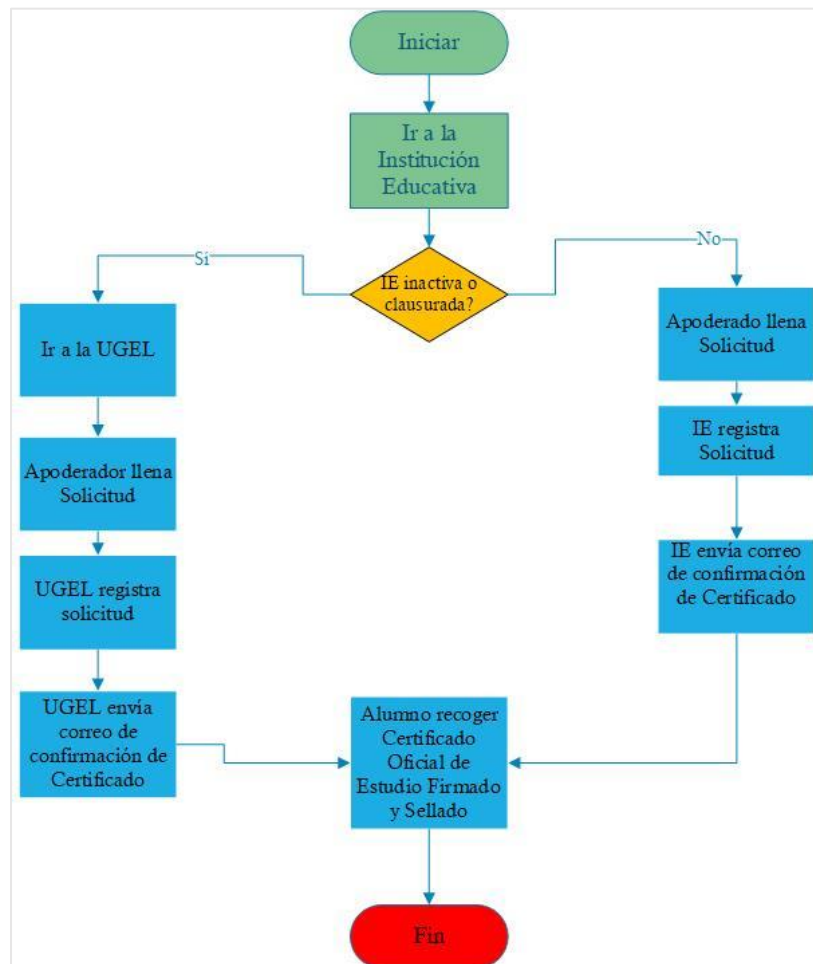 Iniciar
Ir a la
Institución
Educativa
IE inactiva o
clausurada?
Si
No
Ir a la UGEL
Apoderador llena
Solicitud
UGEL registra
solicitud
UGEL envía
correo de
confirmación de
Certificado
Apoderado llena
Solicitud
IE registra
Solicitud
IE envía correo
de confirmación
de Certificado
Alumno recoger
Certificado
Oficial de
Estudio Firmado
y Sellado
Fin